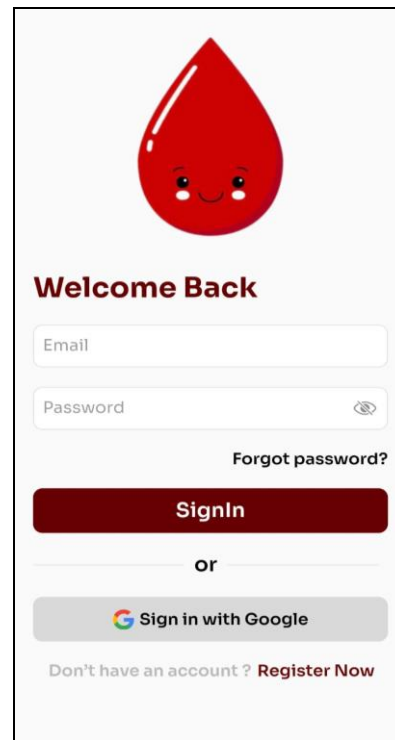 Welcome Back
Email
Password
Forgot password?
SignIn
or
Sign in with Google
Don't have an account ? Register Now